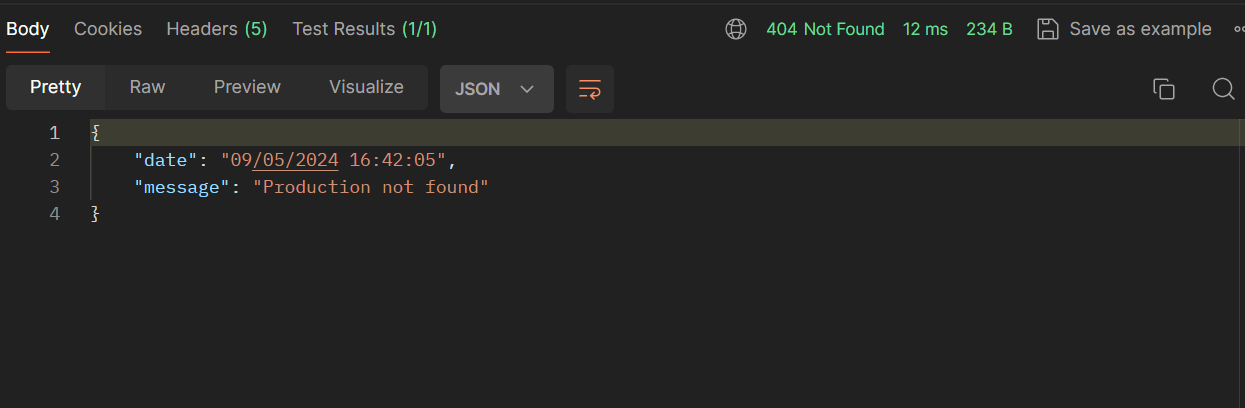 Body Cookies Headers (5) Test Results (1/1) 404 Not Found 12 ms 234 B Save as example
Pretty Raw Preview Visualize JSON
1 {
2 "date": "09/05/2024 16:42:05",
3 "message": "Production not found"
4 }